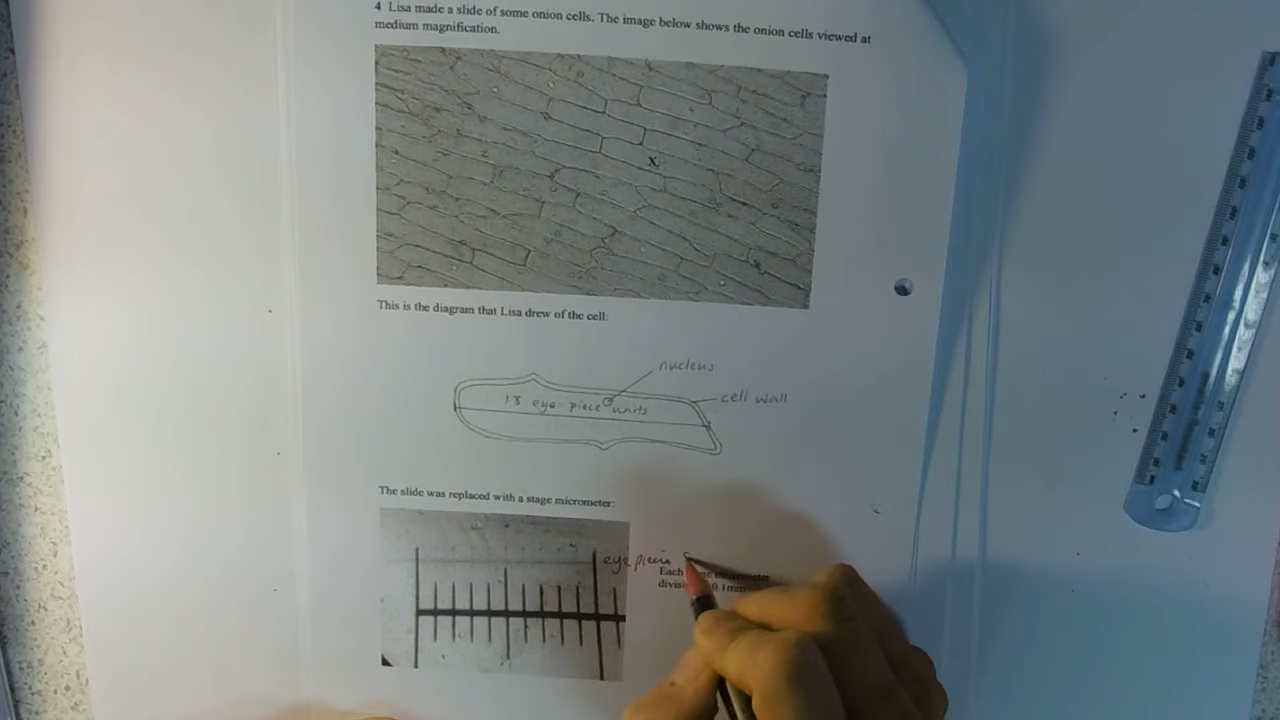 4 Lisa made a slide of some onion cells. The image below shows the onion cells viewed at
medium magnification.
X
This is the diagram that Lisa drew of the cell:
nucleus
18 eye-piece units
cell wall
The slide was replaced with a stage micrometer:
eye piece
Each
0.1mm